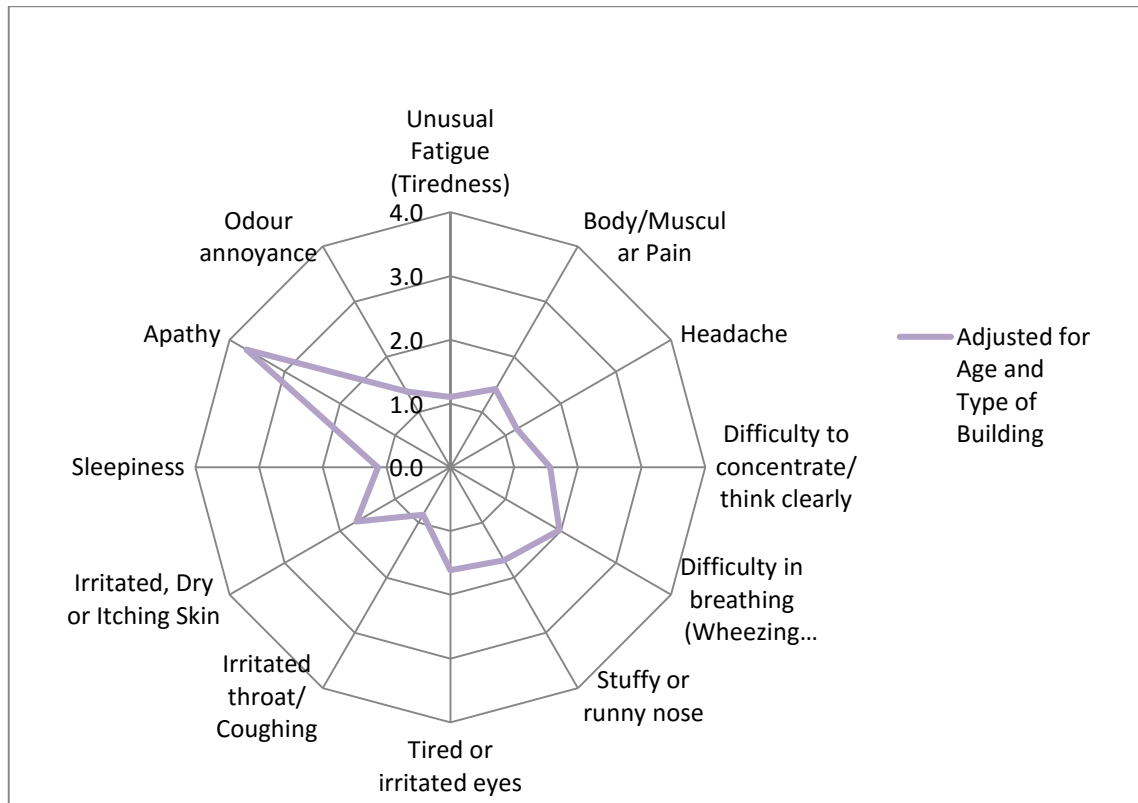 Unusual
Fatigue
(Tiredness)
Body/Muscul
ar Pain
Headache
Difficulty to
concentrate/
think clearly
Difficulty in
breathing
(Wheezing…
Stuffy or
runny nose
Tired or
irritated eyes
Irritated
throat/
Coughing
Irritated, Dry
or Itching Skin
Sleepiness
Apathy
Odour
annoyance
4.0
3.0
2.0
1.0
0.0
Adjusted for
Age and
Type of
Building